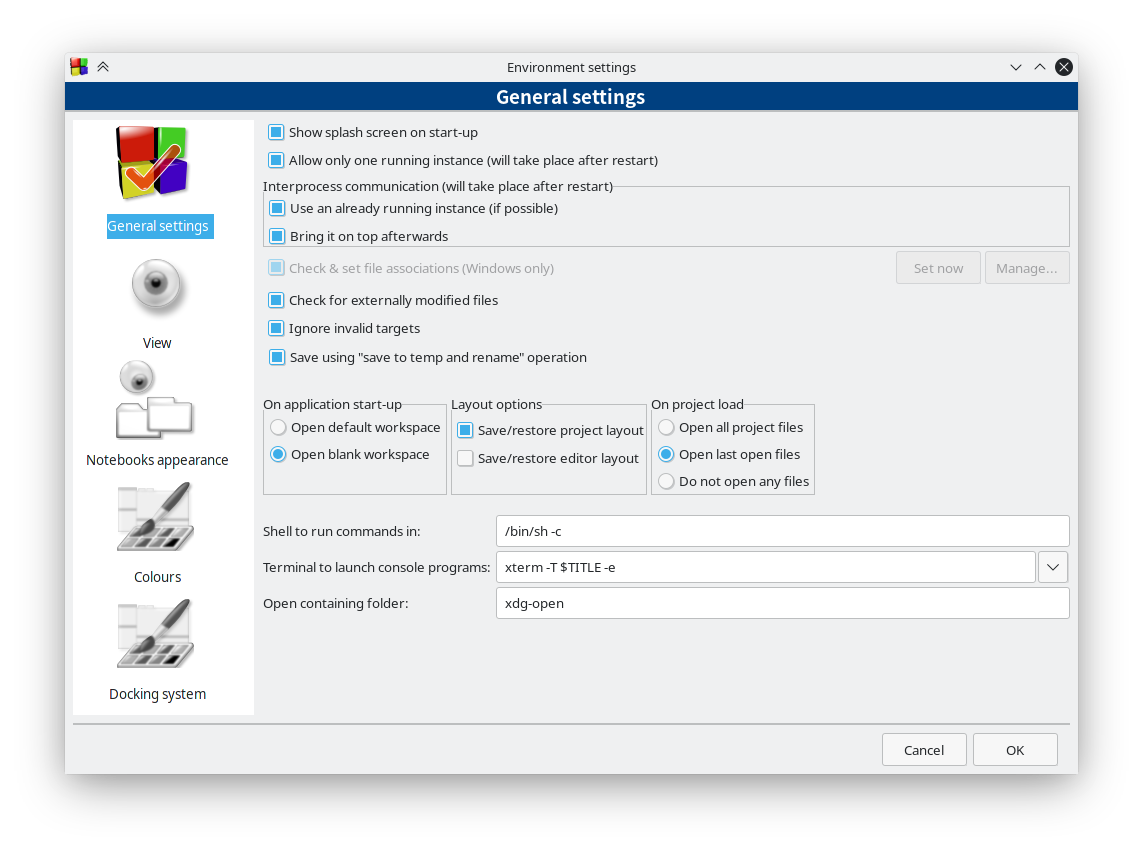 Environment settings
General settings
General settings
View
Notebooks appearance
Colours
Docking system
Show splash screen on start-up
Allow only one running instance (will take place after restart)
Interprocess communication (will take place after restart)
Use an already running instance (if possible)
Bring it on top afterwards
Check & set file associations (Windows only) Set now Manage...
Check for externally modified files
Ignore invalid targets
Save using "save to temp and rename" operation
On application start-up
Open default workspace
Open blank workspace
Layout options
Save/restore project layout
Save/restore editor layout
On project load
Open all project files
Open last open files
Do not open any files
Shell to run commands in: /bin/sh -c
Terminal to launch console programs: xterm -T $TITLE -e
Open containing folder: xdg-open
Cancel OK